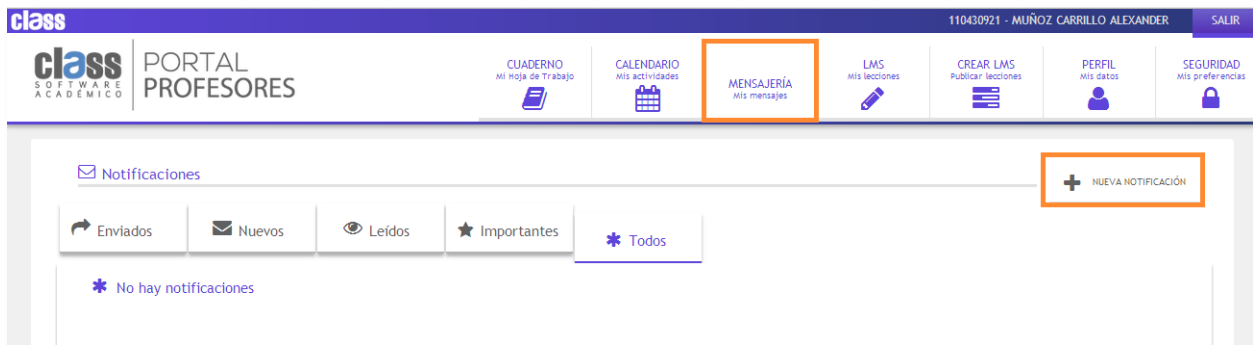 class
110430921 - MUÑOZ CARRILLO ALEXANDER
SALIR
class
SOFTWARE
ACADÉMICO
PORTAL
PROFESORES
CUADERNO
Mi Hoja de Trabajo
CALENDARIO
Mis actividades
MENSAJERÍA
Mis mensajes
LMS
Mis lecciones
CREAR LMS
Publicar lecciones
PERFIL
Mis datos
SEGURIDAD
Mis preferencias
Notificaciones
NUEVA NOTIFICACIÓN
Enviados
Nuevos
Leídos
Importantes
Todos
No hay notificaciones